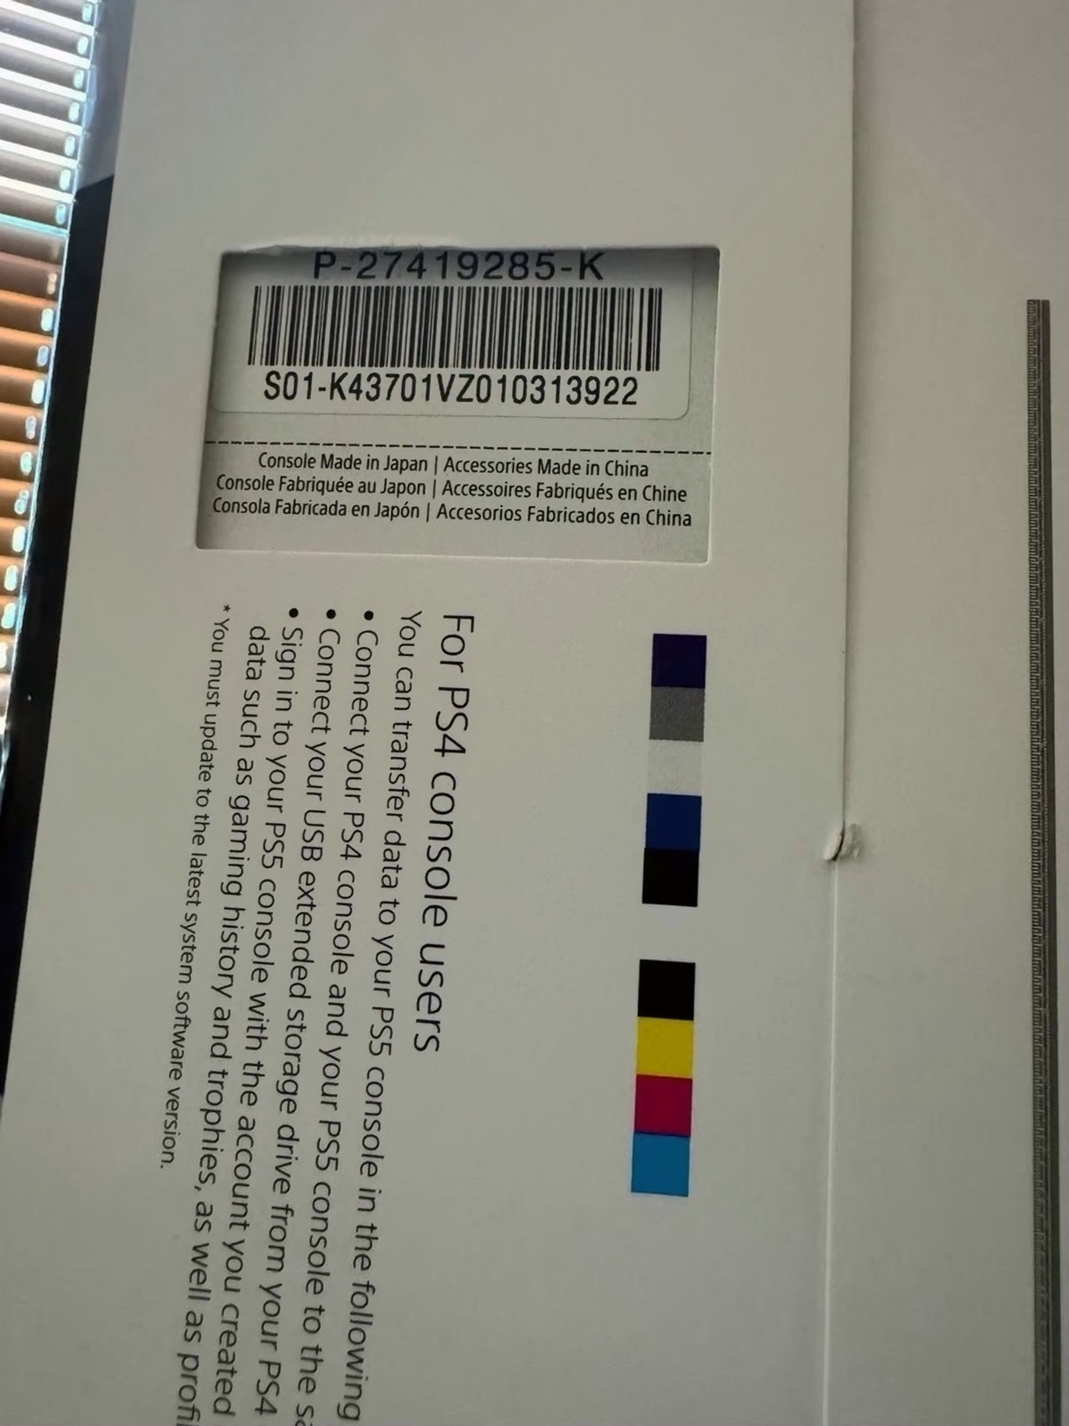 P-27419285-K
S01-K43701VZ010313922
Console Made in Japan | Accessories Made in China
Console Fabriquée au Japon | Accessoires Fabriqués en Chine
Consola Fabricada en Japón | Accesorios Fabricados en China
For PS4 console users
You can transfer data to your PS5 console in the following
• Connect your PS4 console and your PS5 console to the sa
• Connect your USB extended storage drive from your PS4
• Sign in to your PS5 console with the account you created
data such as gaming history and trophies, as well as profi
* You must update to the latest system software version.